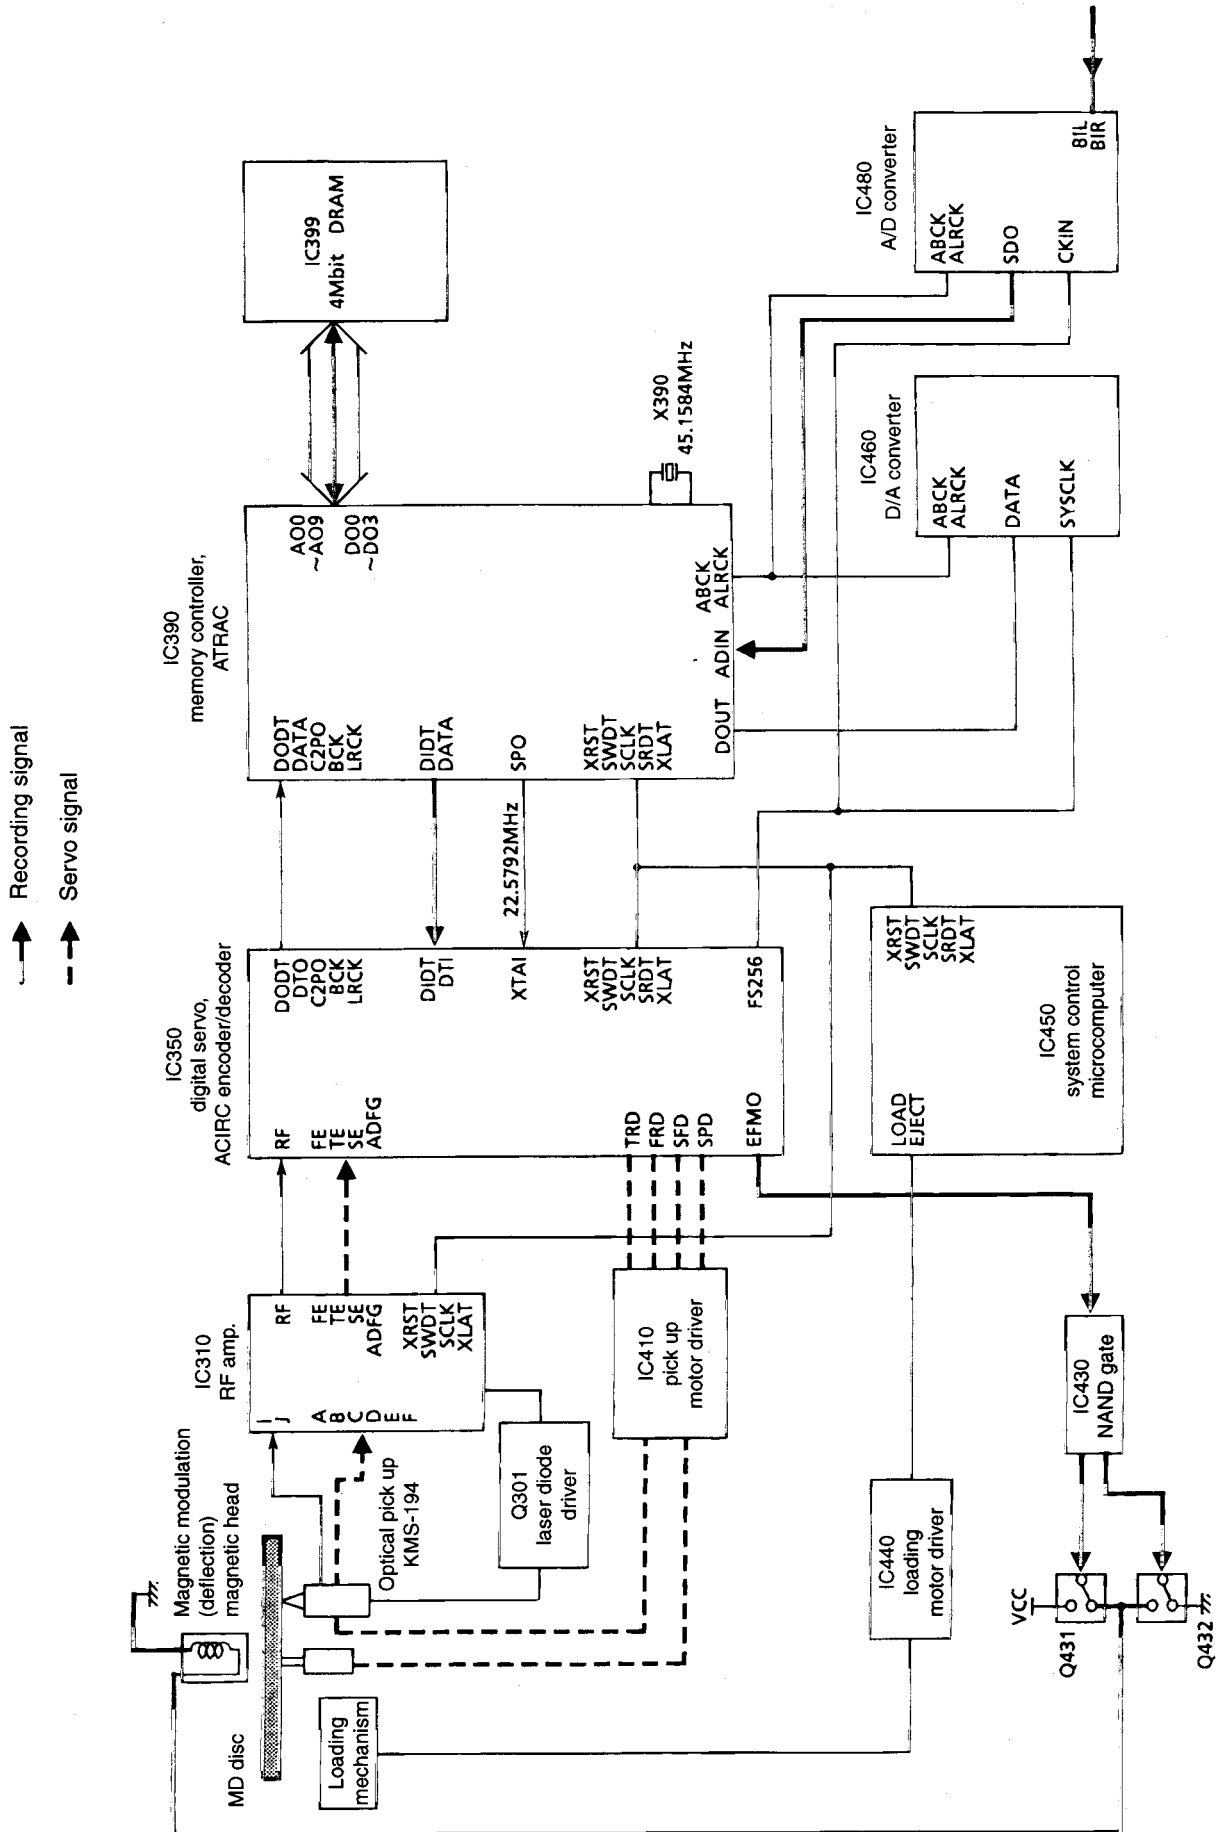 Recording signal
Servo signal
IC399
4Mbit DRAM
IC480
A/D converter
ABCK
ALRCK
SDO
CKIN
BIL
BIR
X390
45.1584MHz
IC460
D/A converter
ABCK
ALRCK
DATA
SYSCLK
IC390
memory controller,
ATRAC
AO0
~AO9
DO0
~DO3
DODT
DATA
C2PO
BCK
LRCK
DIDT
DATA
SPO
XRST
SWDT
SCLK
SRDT
XLAT
DOUT
ADIN
ABCK
ALRCK
22.5792MHz
IC350
digital servo,
ACIRC encoder/decoder
DODT
DTO
C2PO
BCK
LRCK
DIDT
DTI
XTAI
XRST
SWDT
SCLK
SRDT
XLAT
FS256
RF
FE
TE
SE
ADFG
TRD
FRD
SFD
SPD
EFMO
XRST
SWDT
SCLK
SRDT
XLAT
IC450
system control
microcomputer
LOAD
EJECT
IC310
RF amp.
RF
FE
TE
SE
ADFG
XRST
SWDT
SCLK
XLAT
I
J
A
B
C
D
E
F
IC410
pick up
motor driver
IC430
NAND gate
Magnetic modulation
(deflection)
magnetic head
Optical pick up
KMS-194
Q301
laser diode
driver
IC440
loading
motor driver
VCC
Q431
Q432
MD disc
Loading
mechanism